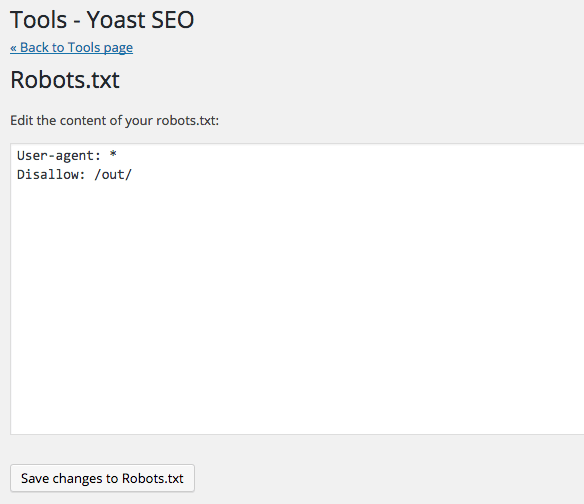 Tools - Yoast SEO
« Back to Tools page
Robots.txt
Edit the content of your robots.txt:
User-agent: *
Disallow: /out/
Save changes to Robots.txt